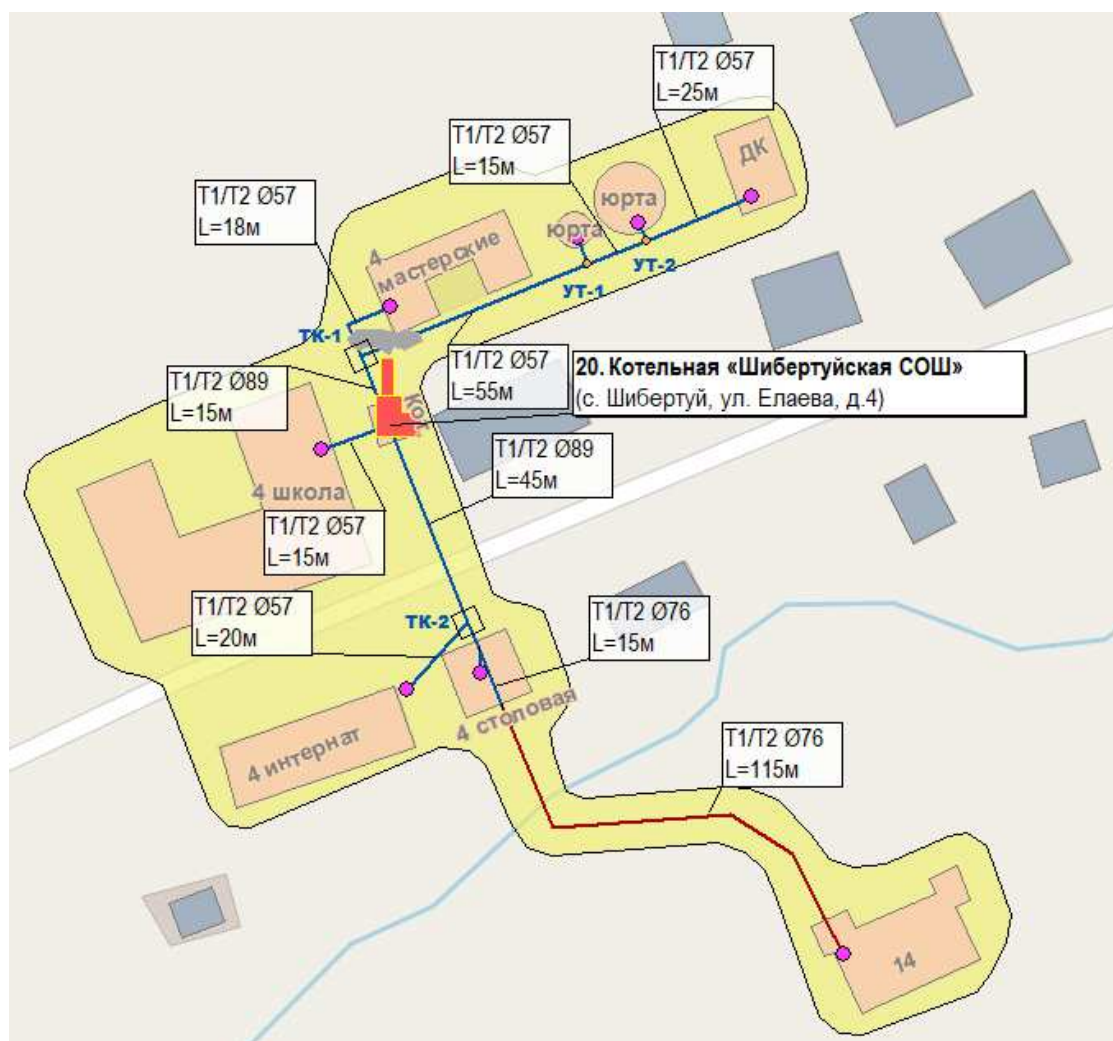 Т1/Т2 Ø57
L=25м
Т1/Т2 Ø57
L=15м
ДК
Т1/Т2 Ø57
L=18м
юрта
юрта
4
мастерские
УТ-2
УТ-1
ТК-1
Т1/Т2 Ø57
L=55м
20. Котельная «Шибертуйская СОШ»
(с. Шибертуй, ул. Елаева, д.4)
Т1/Т2 Ø89
L=15м
Кот.
Т1/Т2 Ø89
L=45м
4 школа
Т1/Т2 Ø57
L=15м
Т1/Т2 Ø57
L=20м
ТК-2
Т1/Т2 Ø76
L=15м
4 столовая
4 интернат
Т1/Т2 Ø76
L=115м
14